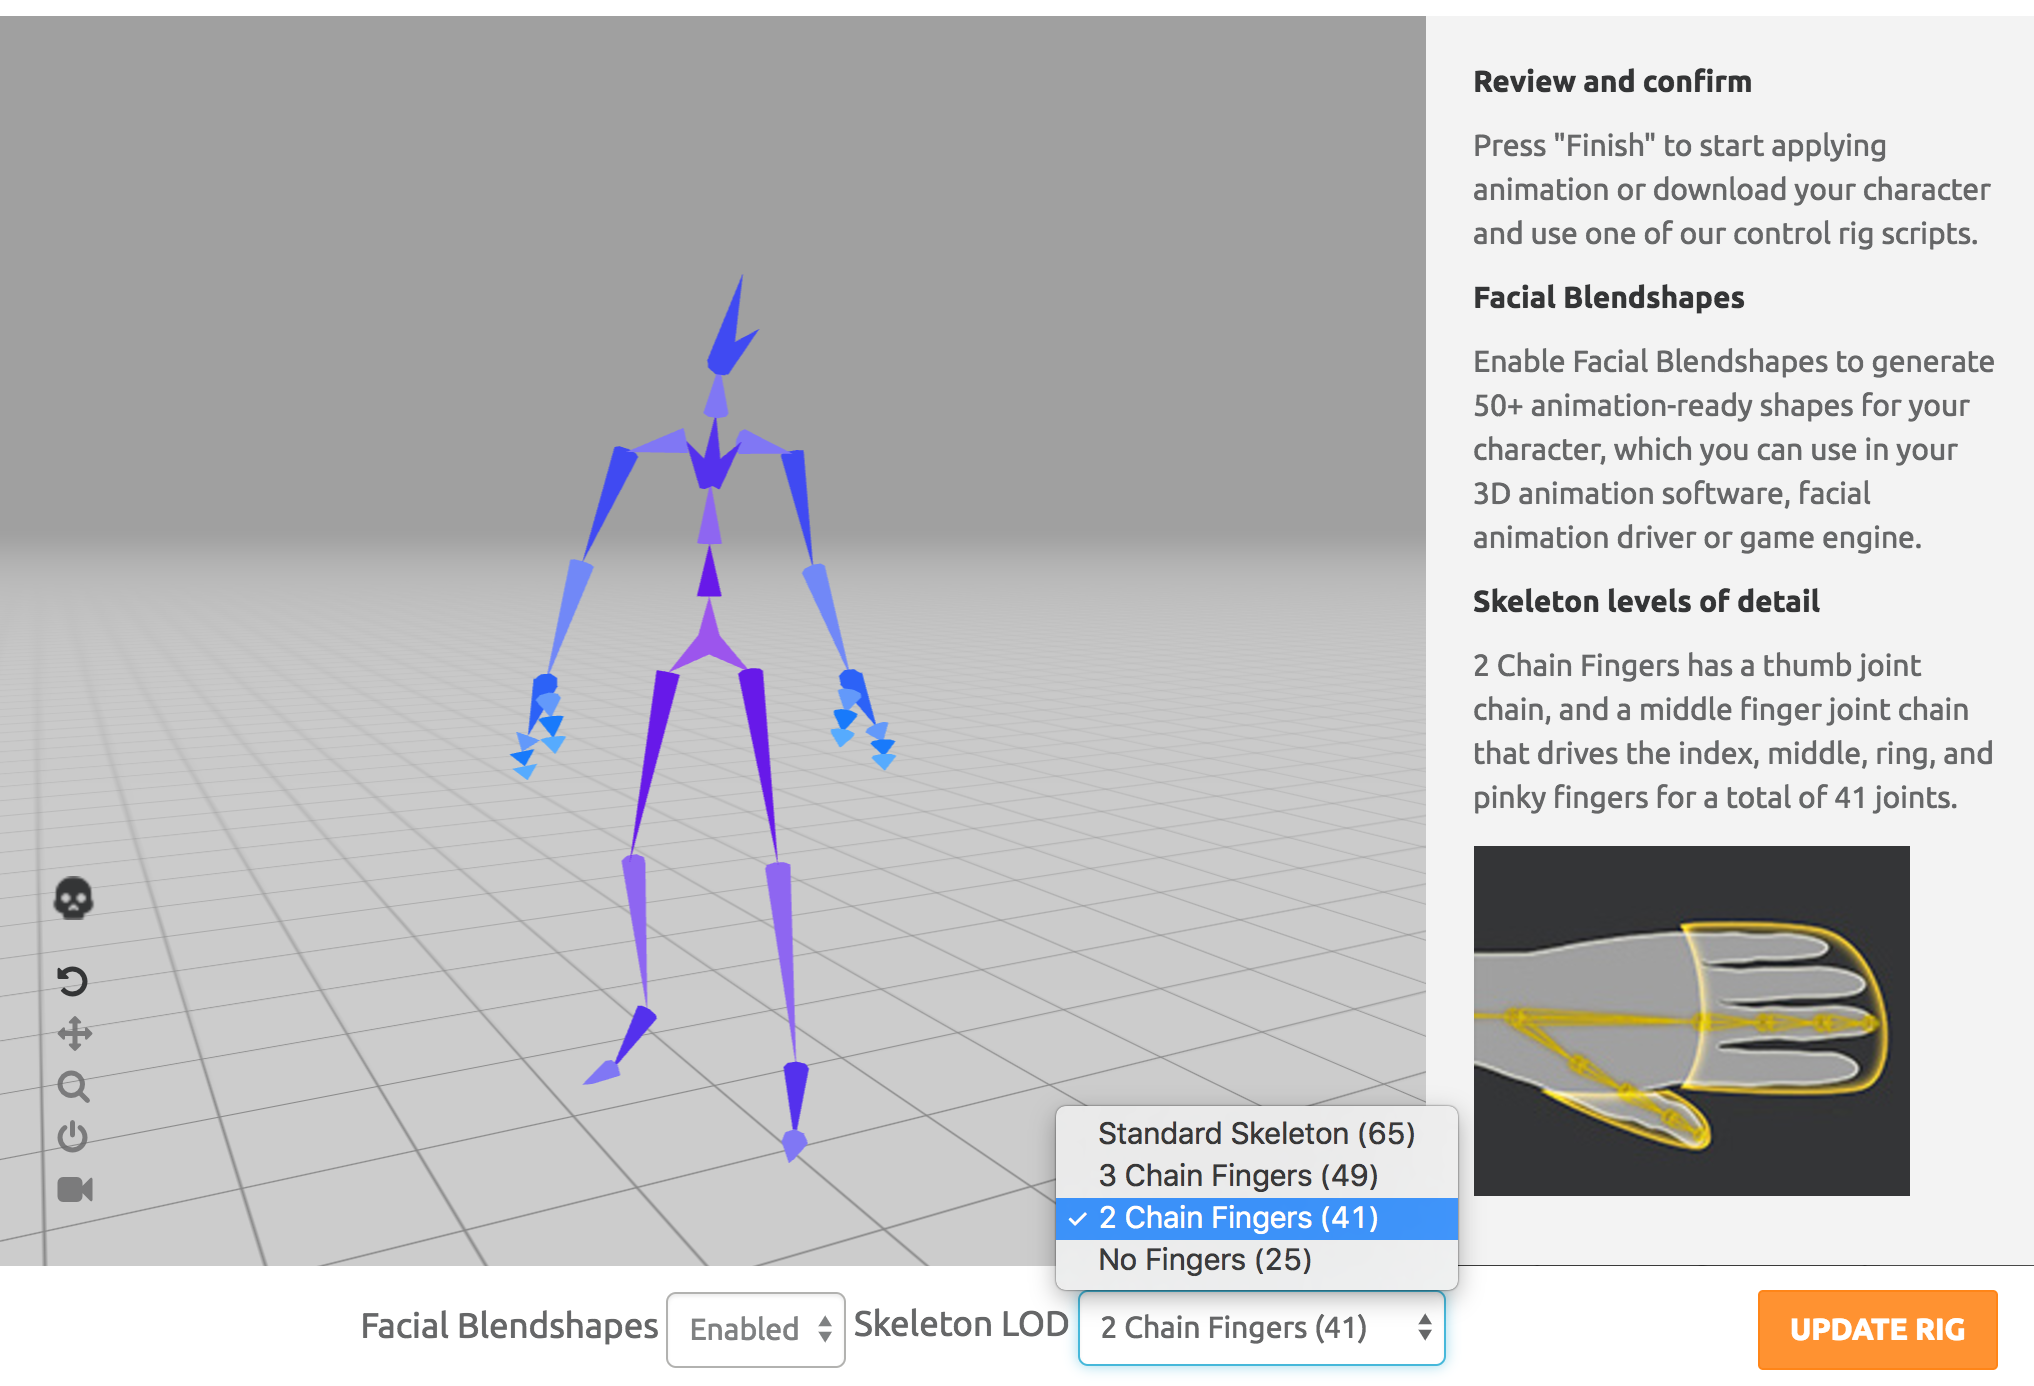 Review and confirm
Press "Finish" to start applying
animation or download your character
and use one of our control rig scripts.
Facial Blendshapes
Enable Facial Blendshapes to generate
50+ animation-ready shapes for your
character, which you can use in your
3D animation software, facial
animation driver or game engine.
Skeleton levels of detail
2 Chain Fingers has a thumb joint
chain, and a middle finger joint chain
that drives the index, middle, ring, and
pinky fingers for a total of 41 joints.
Standard Skeleton (65)
3 Chain Fingers (49)
✓ 2 Chain Fingers (41)
No Fingers (25)
Facial Blendshapes Enabled Skeleton LOD 2 Chain Fingers (41) UPDATE RIG